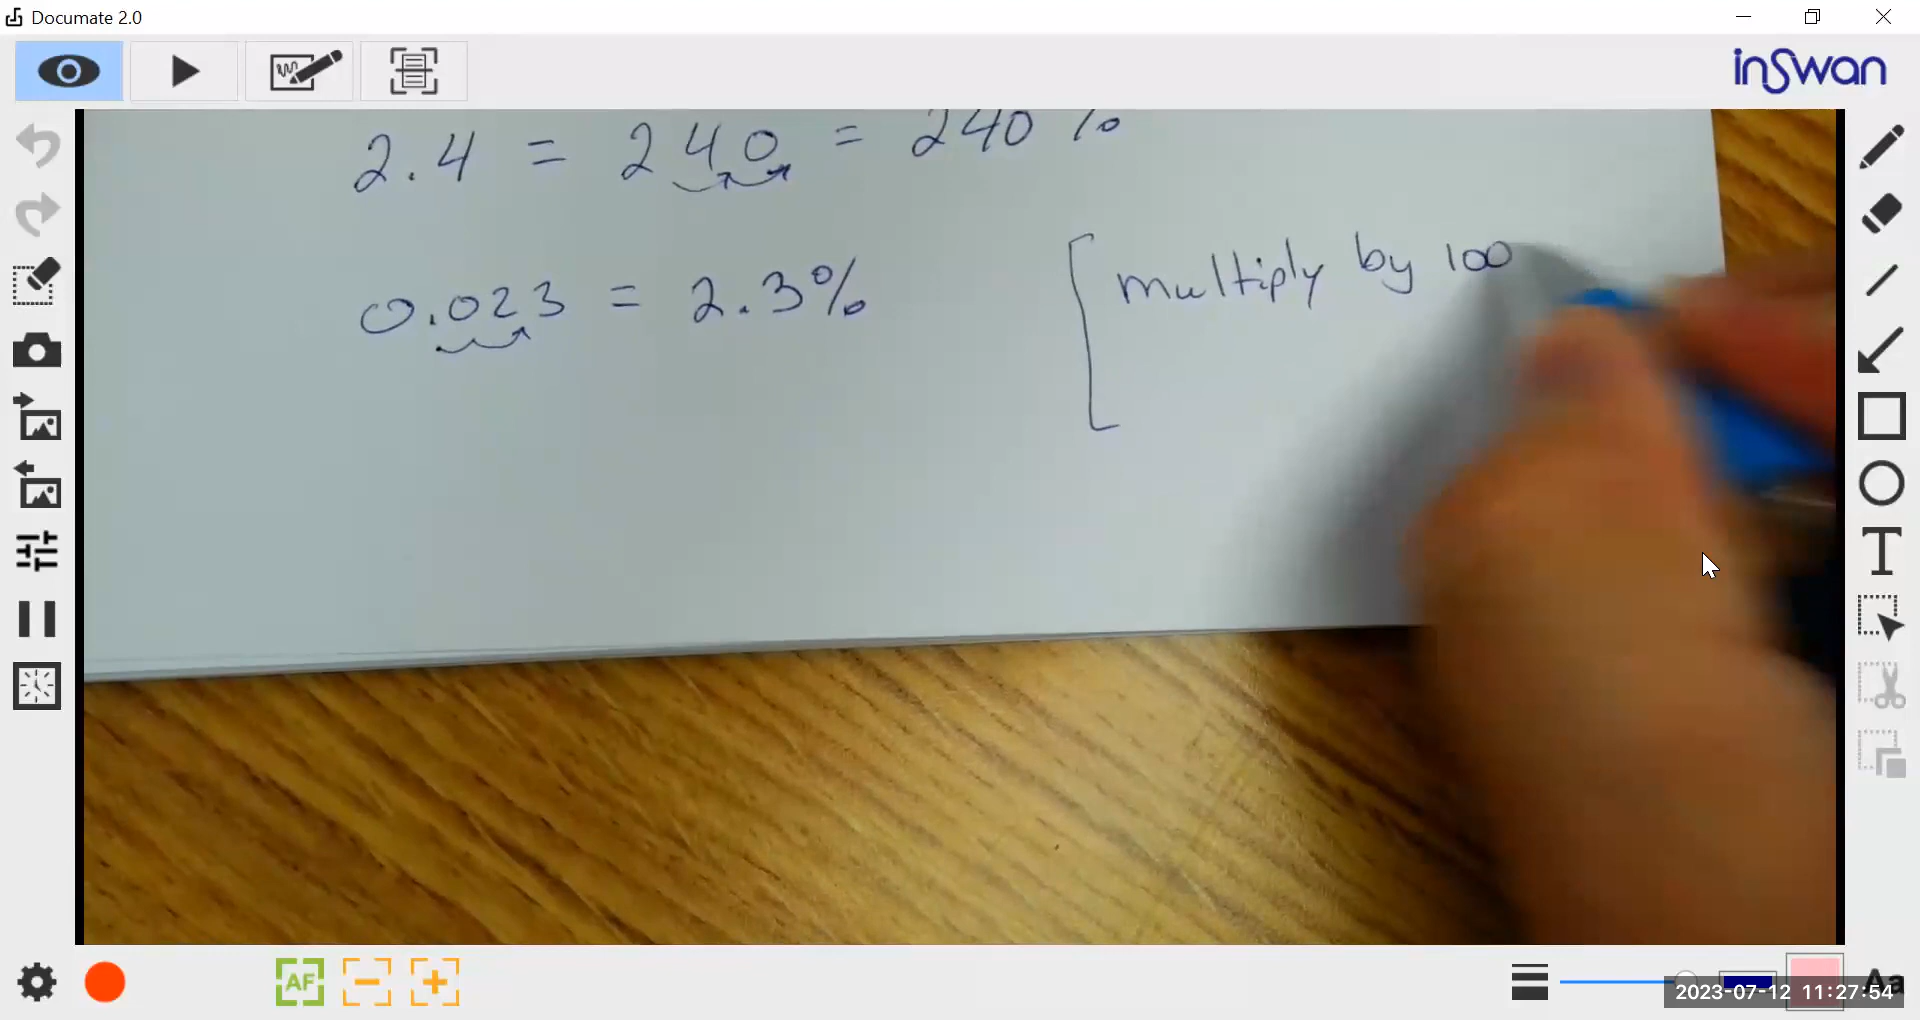 Documate 2.0
inSwan
2.4 = 240 = 240 %
0.023 = 2.3%
multiply by 100
T
AF
Aa
2023-07-12 11:27:54